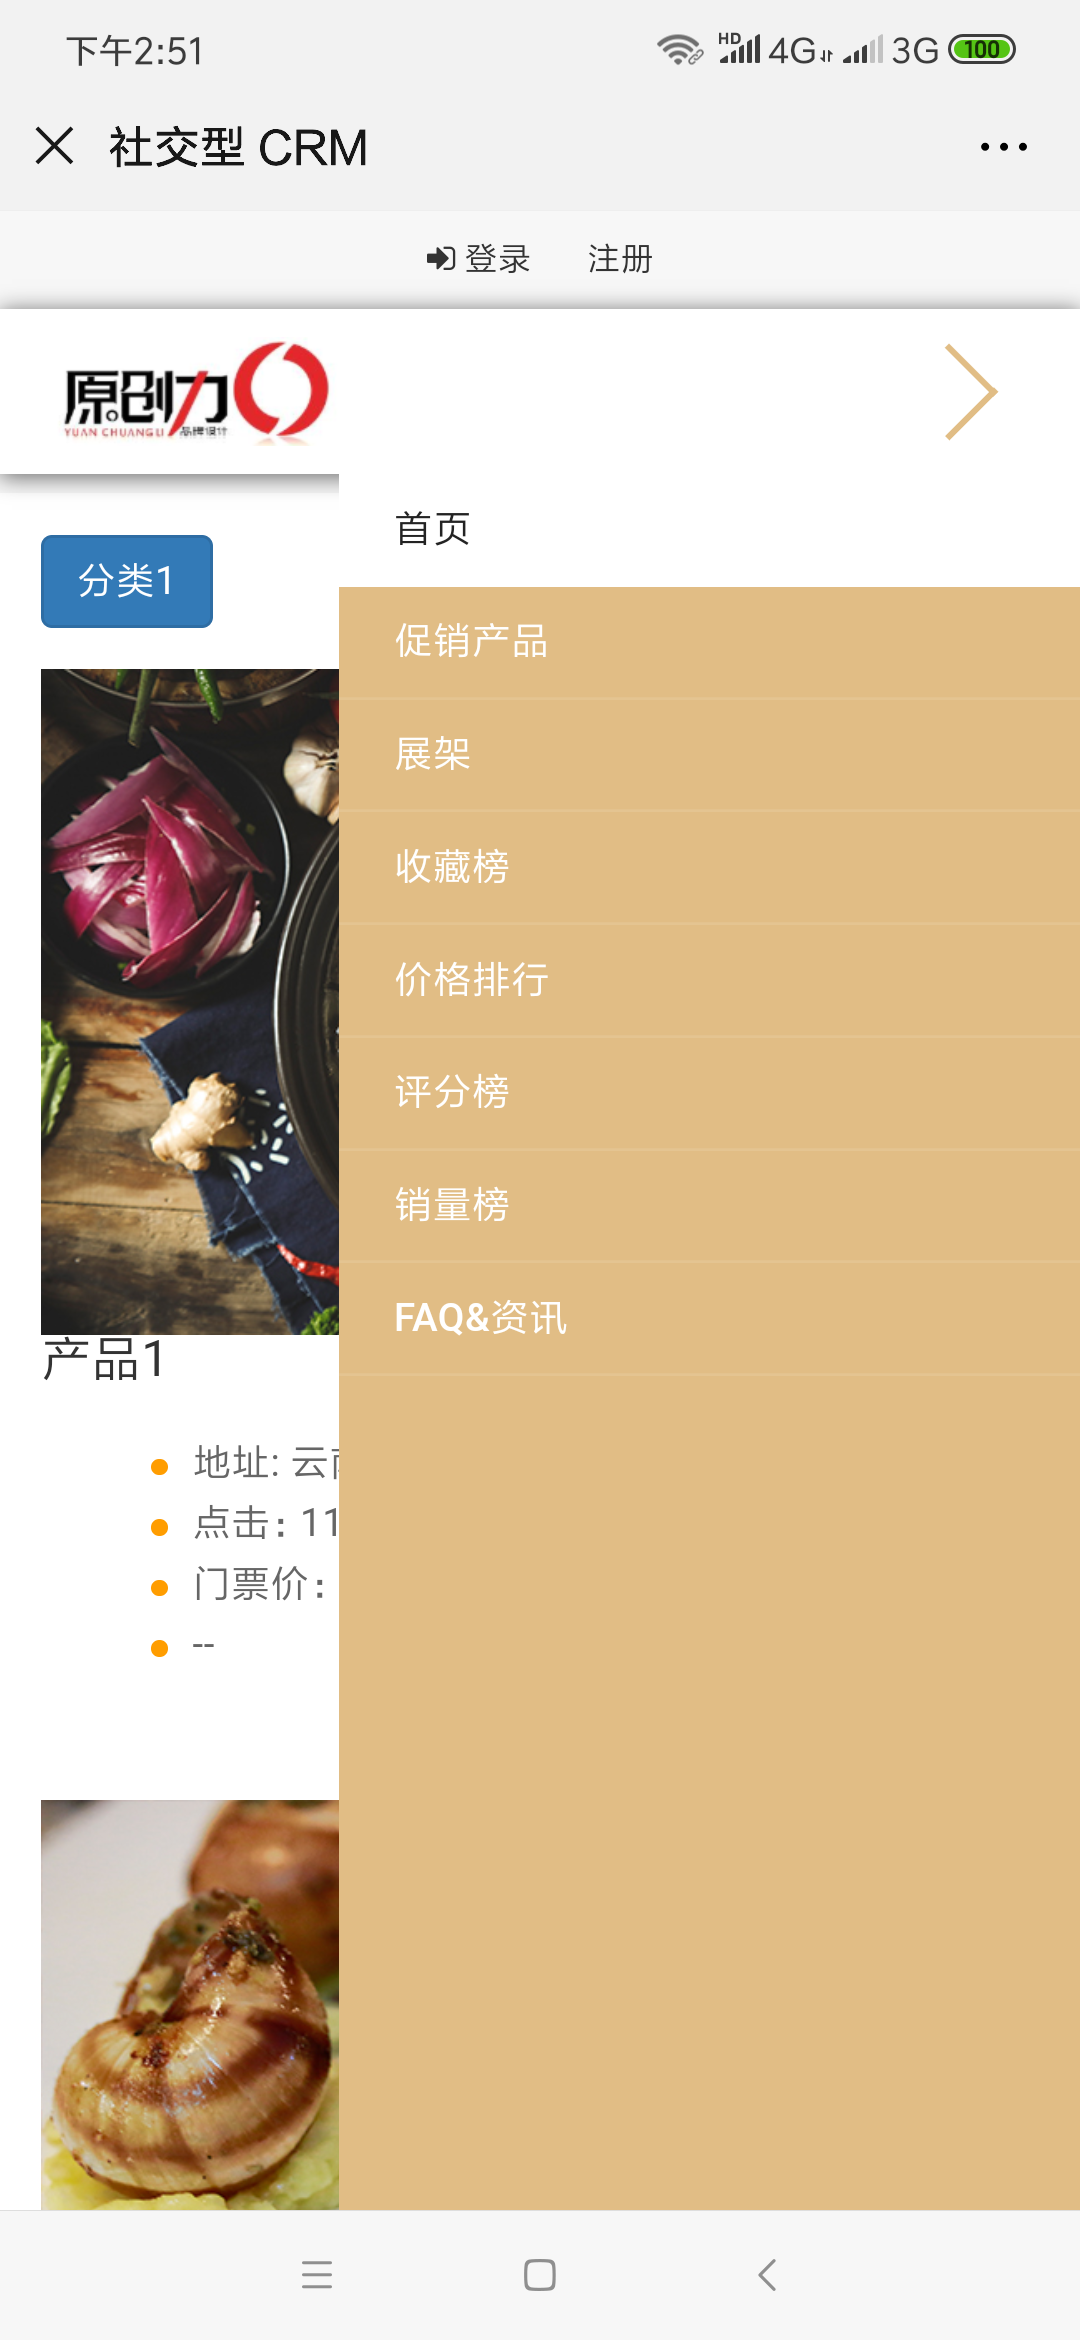 下午2:51
HD 4G 3G 100
社交型 CRM
登录 注册
原创力
YUAN CHUANGLI 品牌设计
首页
分类1
促销产品
展架
收藏榜
价格排行
评分榜
销量榜
FAQ&资讯
产品1
地址: 云
点击: 11
门票价:
--